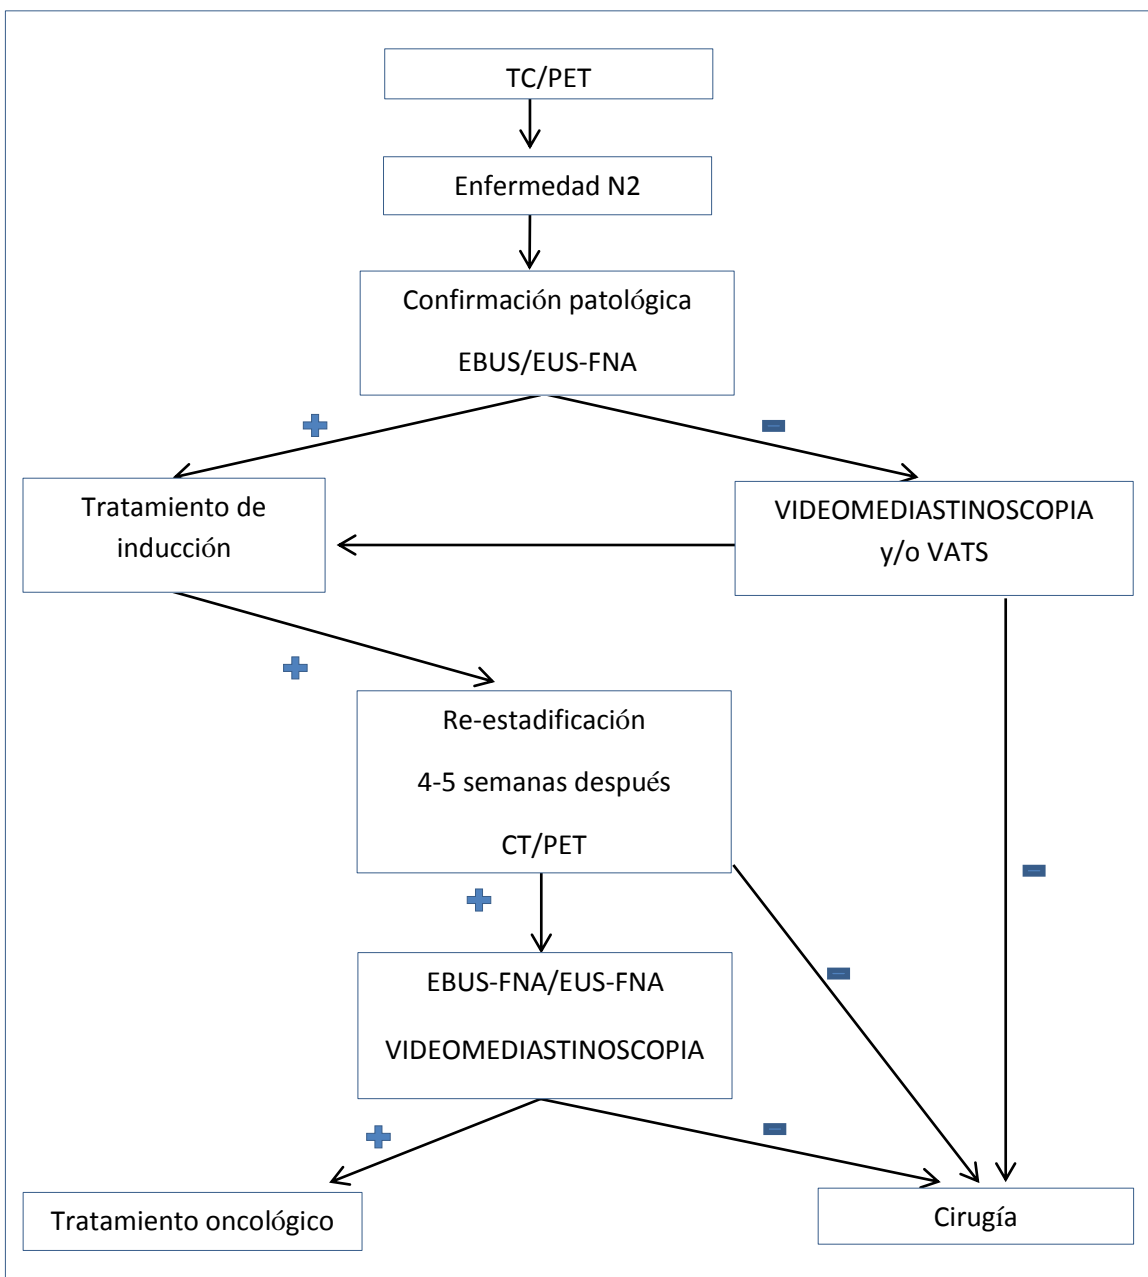 TC/PET
Enfermedad N2
Confirmación patológica
EBUS/EUS-FNA
Tratamiento de
inducción
VIDEOMEDIASTINOSCOPIA
y/o VATS
Re-estadificación
4-5 semanas después
CT/PET
EBUS-FNA/EUS-FNA
VIDEOMEDIASTINOSCOPIA
Tratamiento oncológico
Cirugía